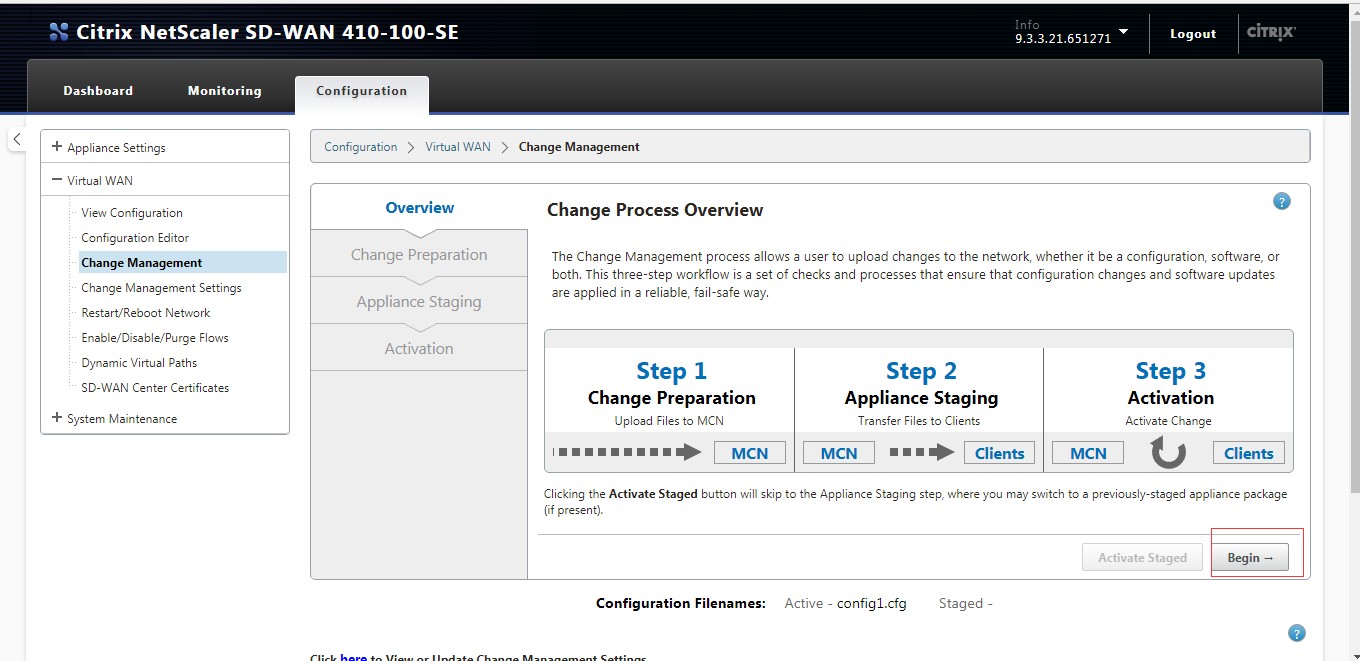 Citrix NetScaler SD-WAN 410-100-SE
Info
9.3.3.21.651271
Logout
CITRIX
Dashboard
Monitoring
Configuration
+ Appliance Settings
− Virtual WAN
View Configuration
Configuration Editor
Change Management
Change Management Settings
Restart/Reboot Network
Enable/Disable/Purge Flows
Dynamic Virtual Paths
SD-WAN Center Certificates
+ System Maintenance
Configuration > Virtual WAN > Change Management
Overview
Change Preparation
Appliance Staging
Activation
Change Process Overview
?
The Change Management process allows a user to upload changes to the network, whether it be a configuration, software, or
both. This three-step workflow is a set of checks and processes that ensure that configuration changes and software updates
are applied in a reliable, fail-safe way.
Step 1
Change Preparation
Upload Files to MCN
MCN
Step 2
Appliance Staging
Transfer Files to Clients
MCN
Clients
Step 3
Activation
Activate Change
MCN
Clients
Clicking the Activate Staged button will skip to the Appliance Staging step, where you may switch to a previously-staged appliance package
(if present).
Activate Staged
Begin →
Configuration Filenames: Active - config1.cfg Staged -
?
Click here to View or Update Change Management Settings